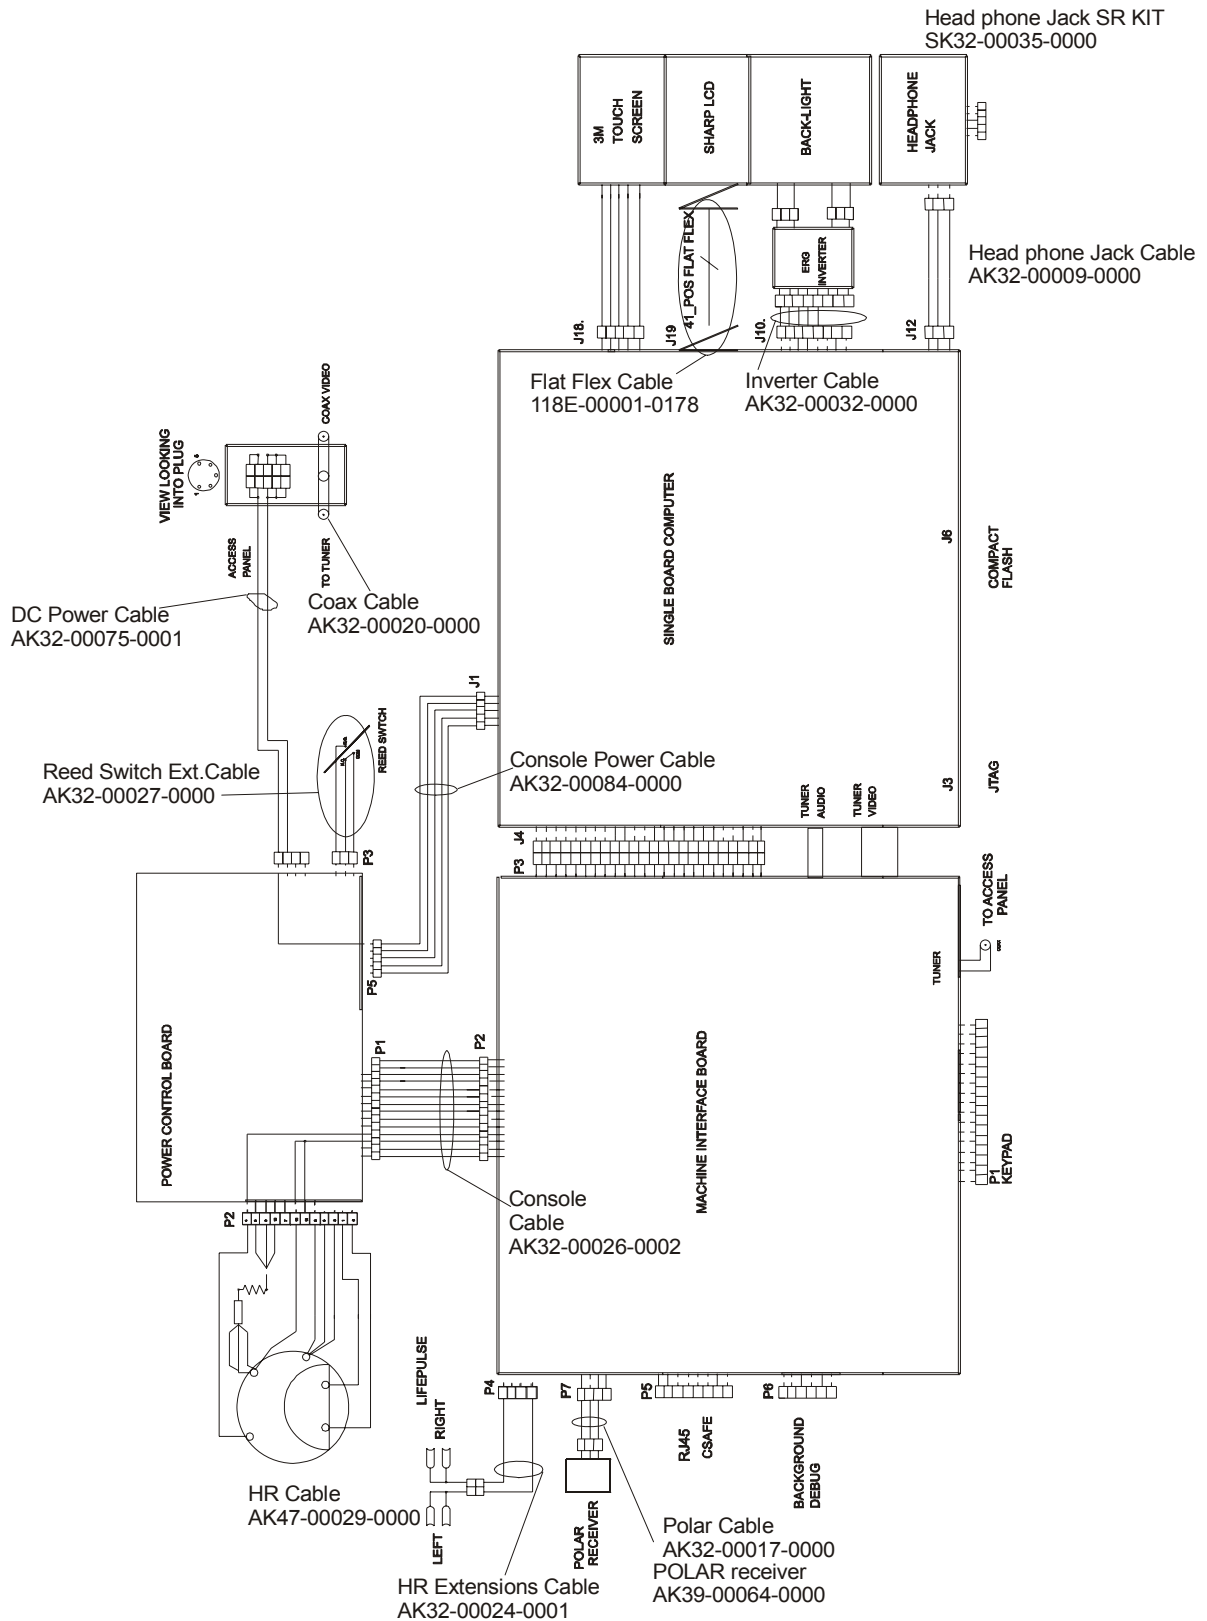 Head phone Jack SR KIT
SK32-00035-0000
3M
TOUCH
SCREEN
SHARP LCD
BACK-LIGHT
HEADPHONE
JACK
41_POS FLAT FLEX
ERG
INVERTER
Head phone Jack Cable
AK32-00009-0000
J18.
J19
J10.
J12
Flat Flex Cable
118E-00001-0178
Inverter Cable
AK32-00032-0000
VIEW LOOKING
INTO PLUG
1
5
COAX VIDEO
ACCESS
PANEL
TO TUNER
DC Power Cable
AK32-00075-0001
Coax Cable
AK32-00020-0000
SINGLE BOARD COMPUTER
J6
COMPACT
FLASH
J1
REED SWTCH
Reed Switch Ext.Cable
AK32-00027-0000
Console Power Cable
AK32-00084-0000
TUNER
AUDIO
TUNER
VIDEO
J3
JTAG
P3
J4
P3
TO ACCESS
PANEL
TUNER
P5
POWER CONTROL BOARD
P1
P2
MACHINE INTERFACE BOARD
P1
KEYPAD
P2
Console
Cable
AK32-00026-0002
LIFEPULSE
RIGHT
P4
P7
P5
P6
RJ45
CSAFE
BACKGROUND
DEBUG
HR Cable
AK47-00029-0000
LEFT
POLAR
RECEIVER
Polar Cable
AK32-00017-0000
POLAR receiver
AK39-00064-0000
HR Extensions Cable
AK32-00024-0001